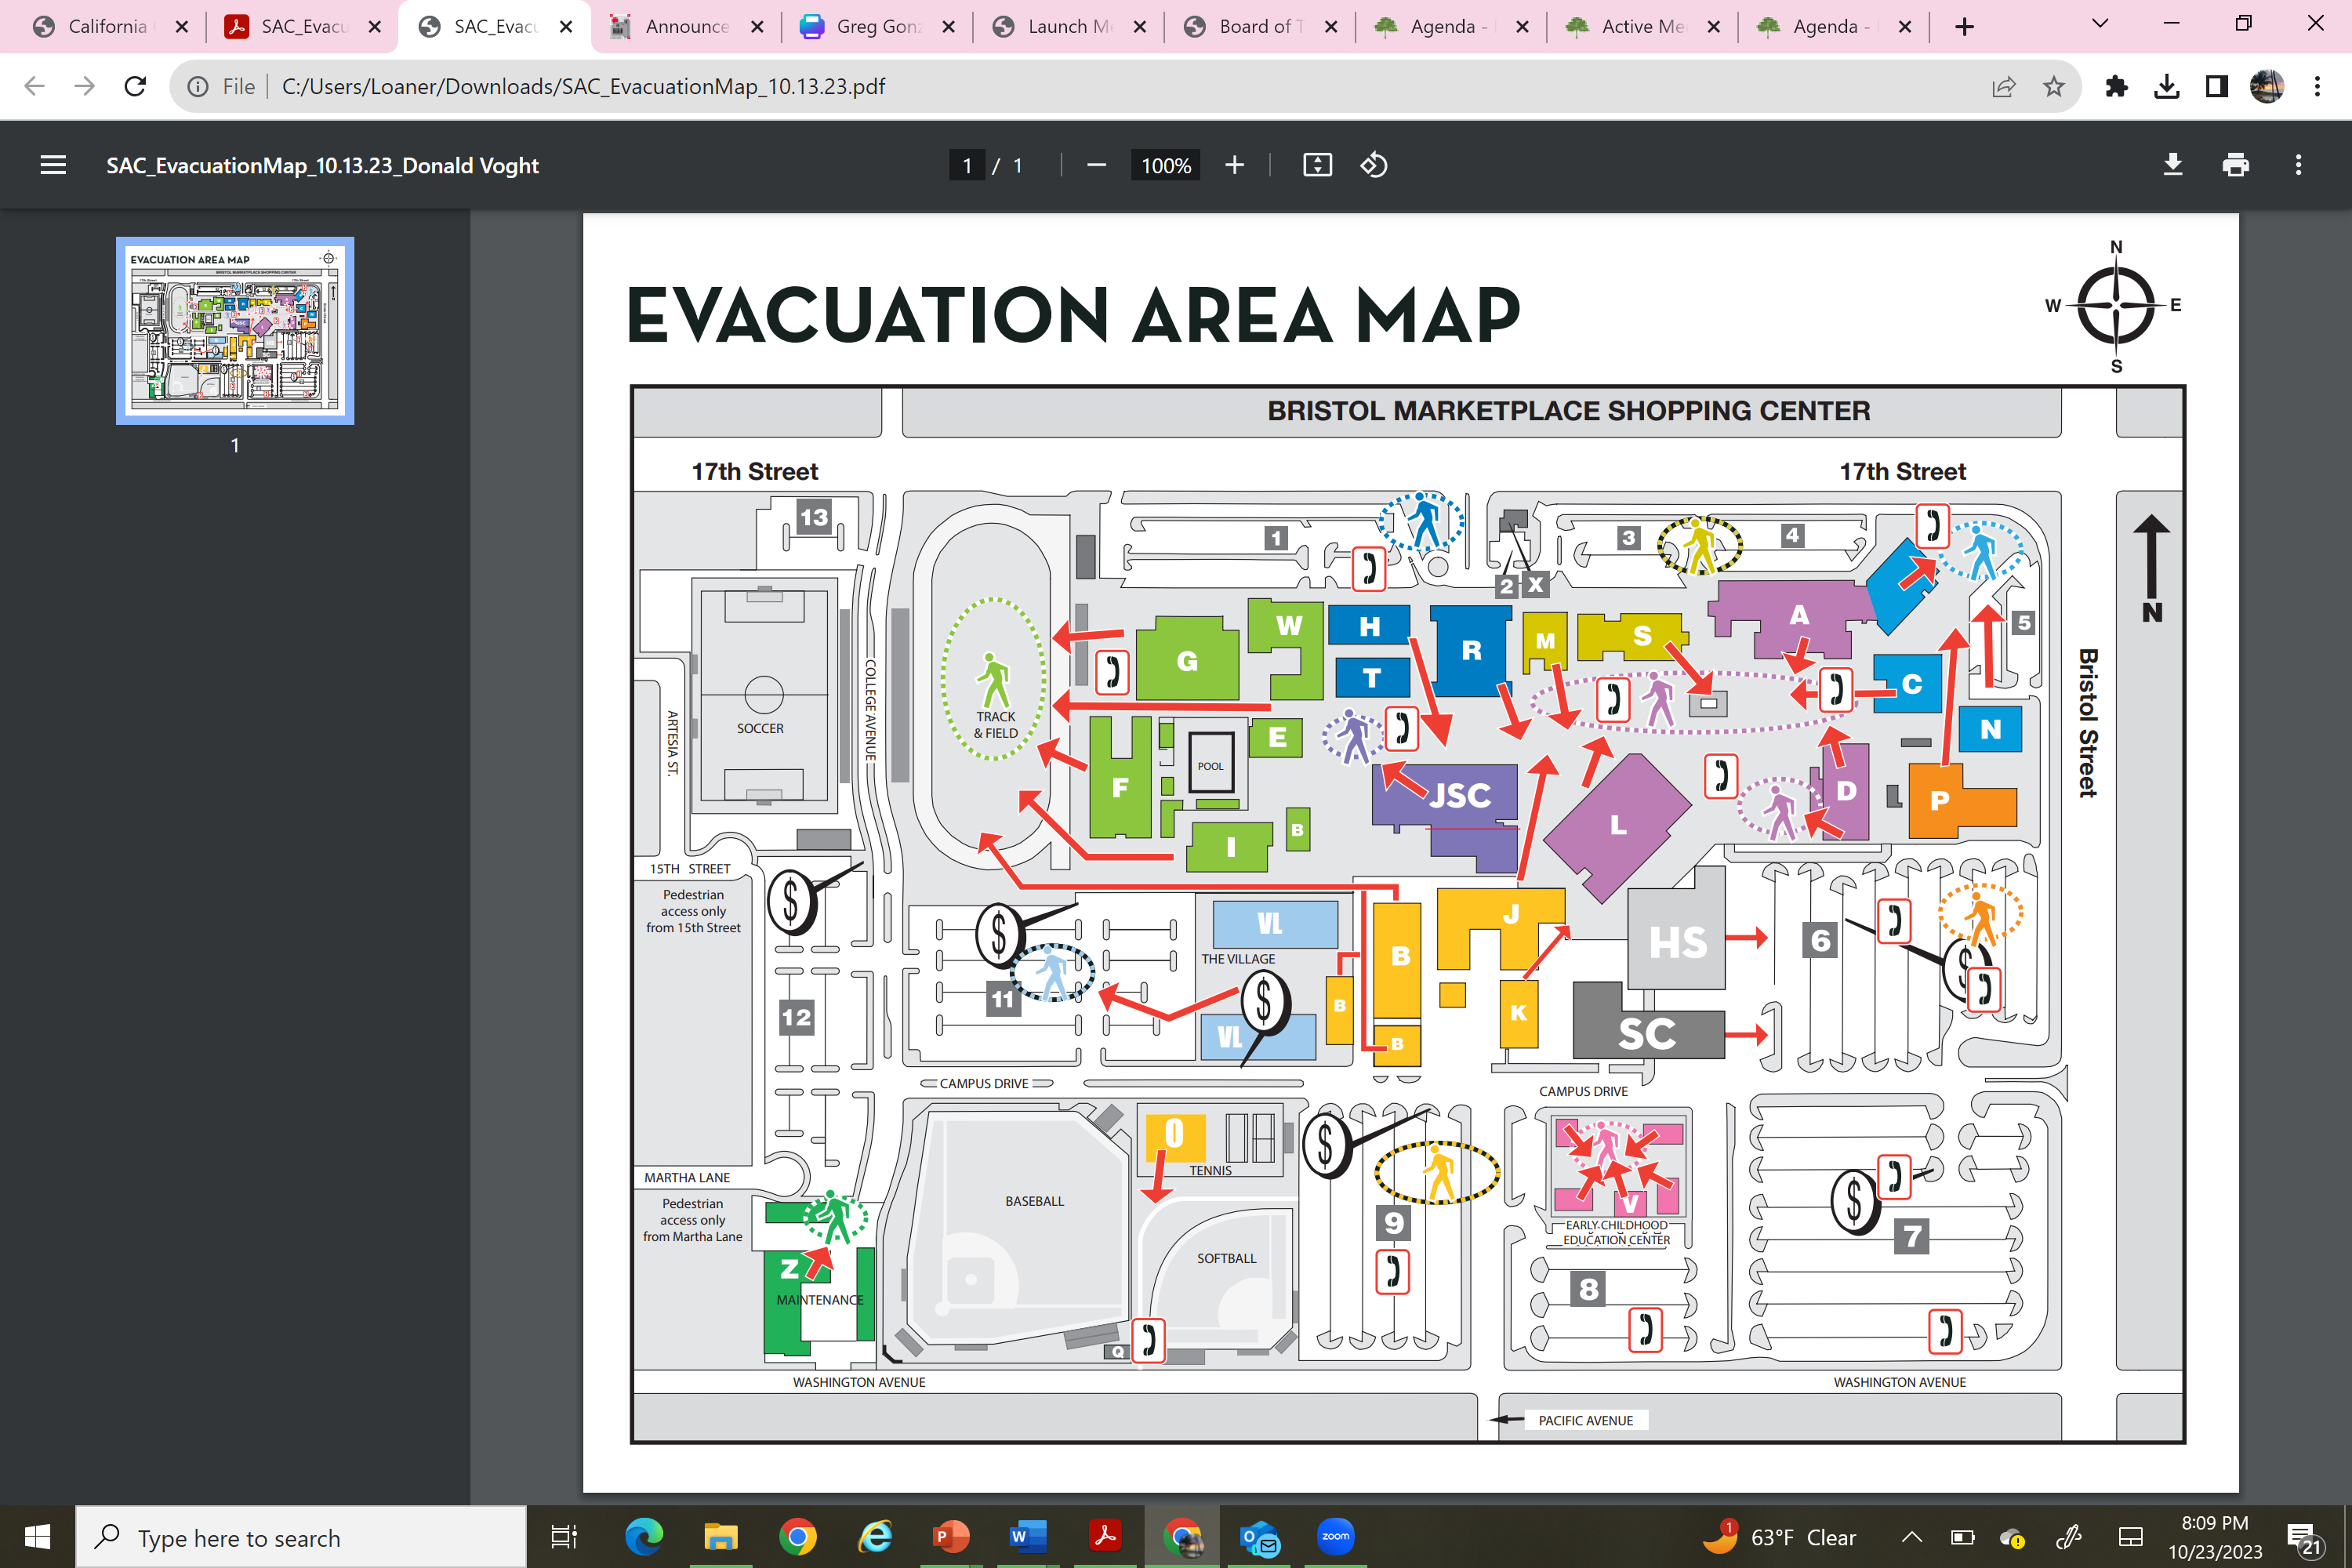 California
SAC_Evacu
SAC_Evacu
Announce
Greg Gonz
Launch M
Board of T
Agenda -
Active Me
Agenda -
File
C:/Users/Loaner/Downloads/SAC_EvacuationMap_10.13.23.pdf
SAC_EvacuationMap_10.13.23_Donald Voght
1 / 1
100%
1
EVACUATION AREA MAP
N
W
E
S
BRISTOL MARKETPLACE SHOPPING CENTER
17th Street
17th Street
13
1
2
X
3
4
5
N
SOCCER
COLLEGE AVENUE
ARTESIA ST.
TRACK
& FIELD
G
W
H
T
R
M
S
A
C
N
Bristol Street
F
POOL
E
I
B
JSC
L
D
P
15TH STREET
Pedestrian
access only
from 15th Street
$
12
$
11
VL
THE VILLAGE
VL
$
B
B
B
J
K
HS
SC
6
$
CAMPUS DRIVE
CAMPUS DRIVE
MARTHA LANE
Pedestrian
access only
from Martha Lane
Z
MAINTENANCE
BASEBALL
O
TENNIS
SOFTBALL
Q
$
9
V
EARLY CHILDHOOD
EDUCATION CENTER
8
$
7
WASHINGTON AVENUE
WASHINGTON AVENUE
PACIFIC AVENUE
Type here to search
zoom
1
63°F Clear
8:09 PM
10/23/2023
21